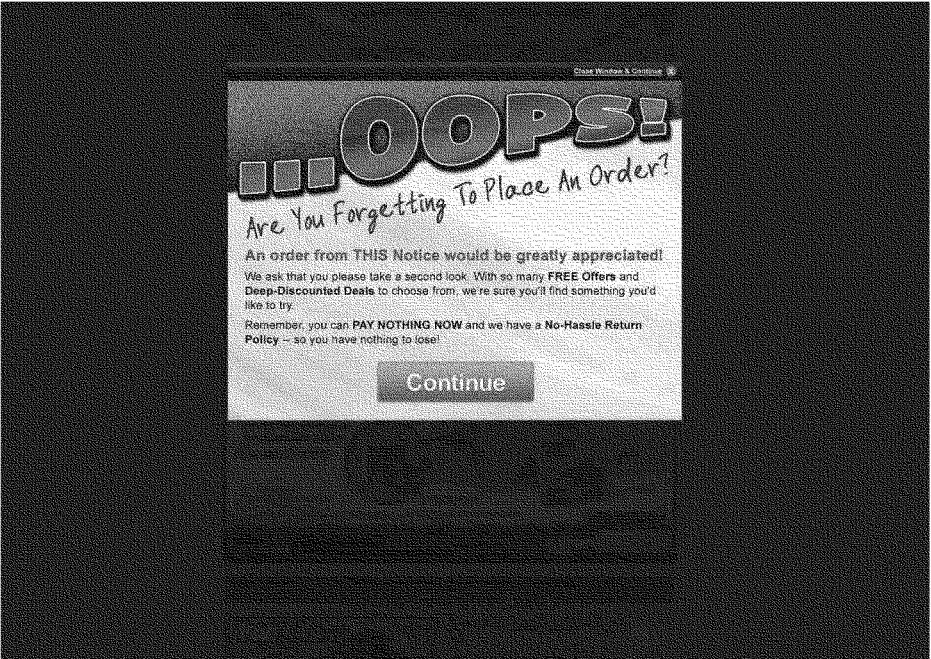 Close Window & Continue X
...OOPS!
Are You Forgetting To Place An Order?
An order from THIS Notice would be greatly appreciated!
We ask that you please take a second look. With so many FREE Offers and
Deep-Discounted Deals to choose from, we're sure you'll find something you'd
like to try.
Remember, you can PAY NOTHING NOW and we have a No-Hassle Return
Policy – so you have nothing to lose!
Continue